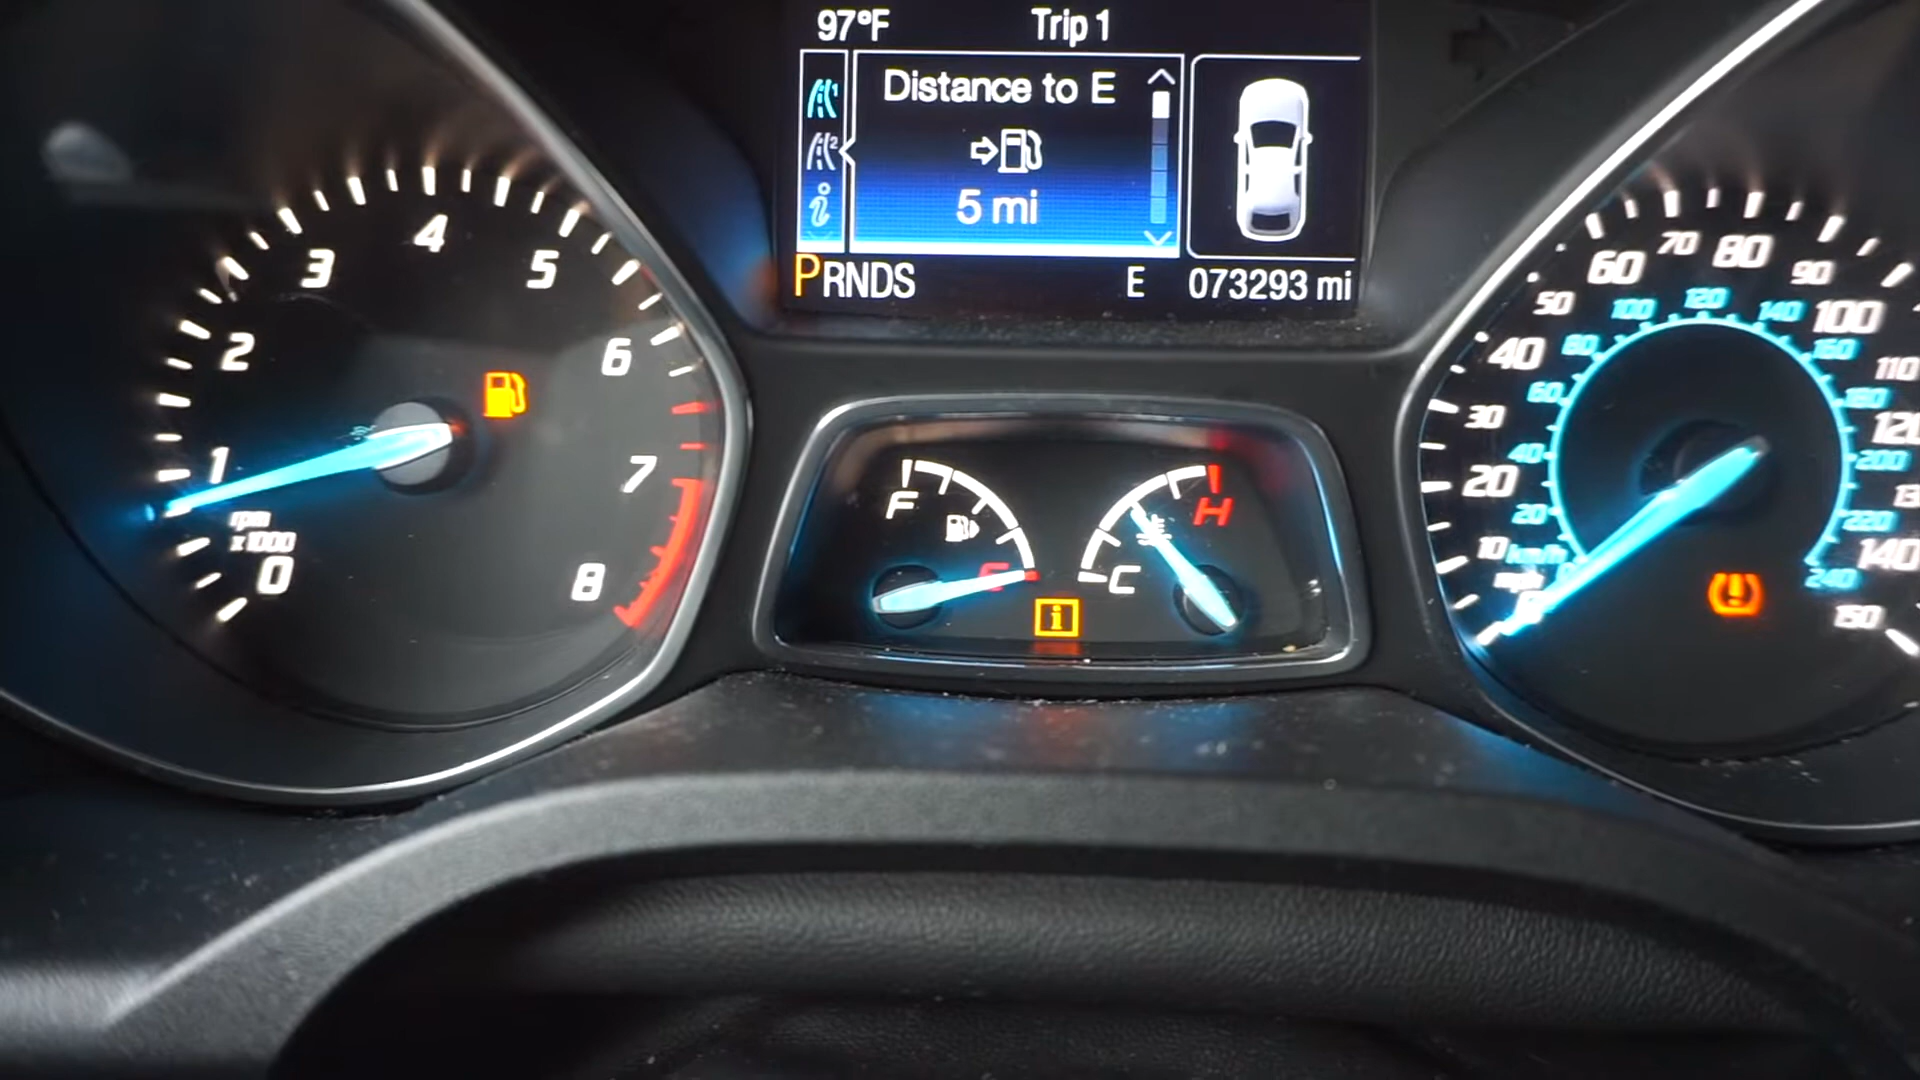 97°F Trip 1
Distance to E
5 mi
PRNDS E 073293 mi
0 1 2 3 4 5 6 7 8
rpm
x1000
F
E
H
C
i
0 10 20 30 40 50 60 70 80 90 100 110 120 140 150
mph
km/h
20 40 60 80 100 120 140 160 180 200 220 240